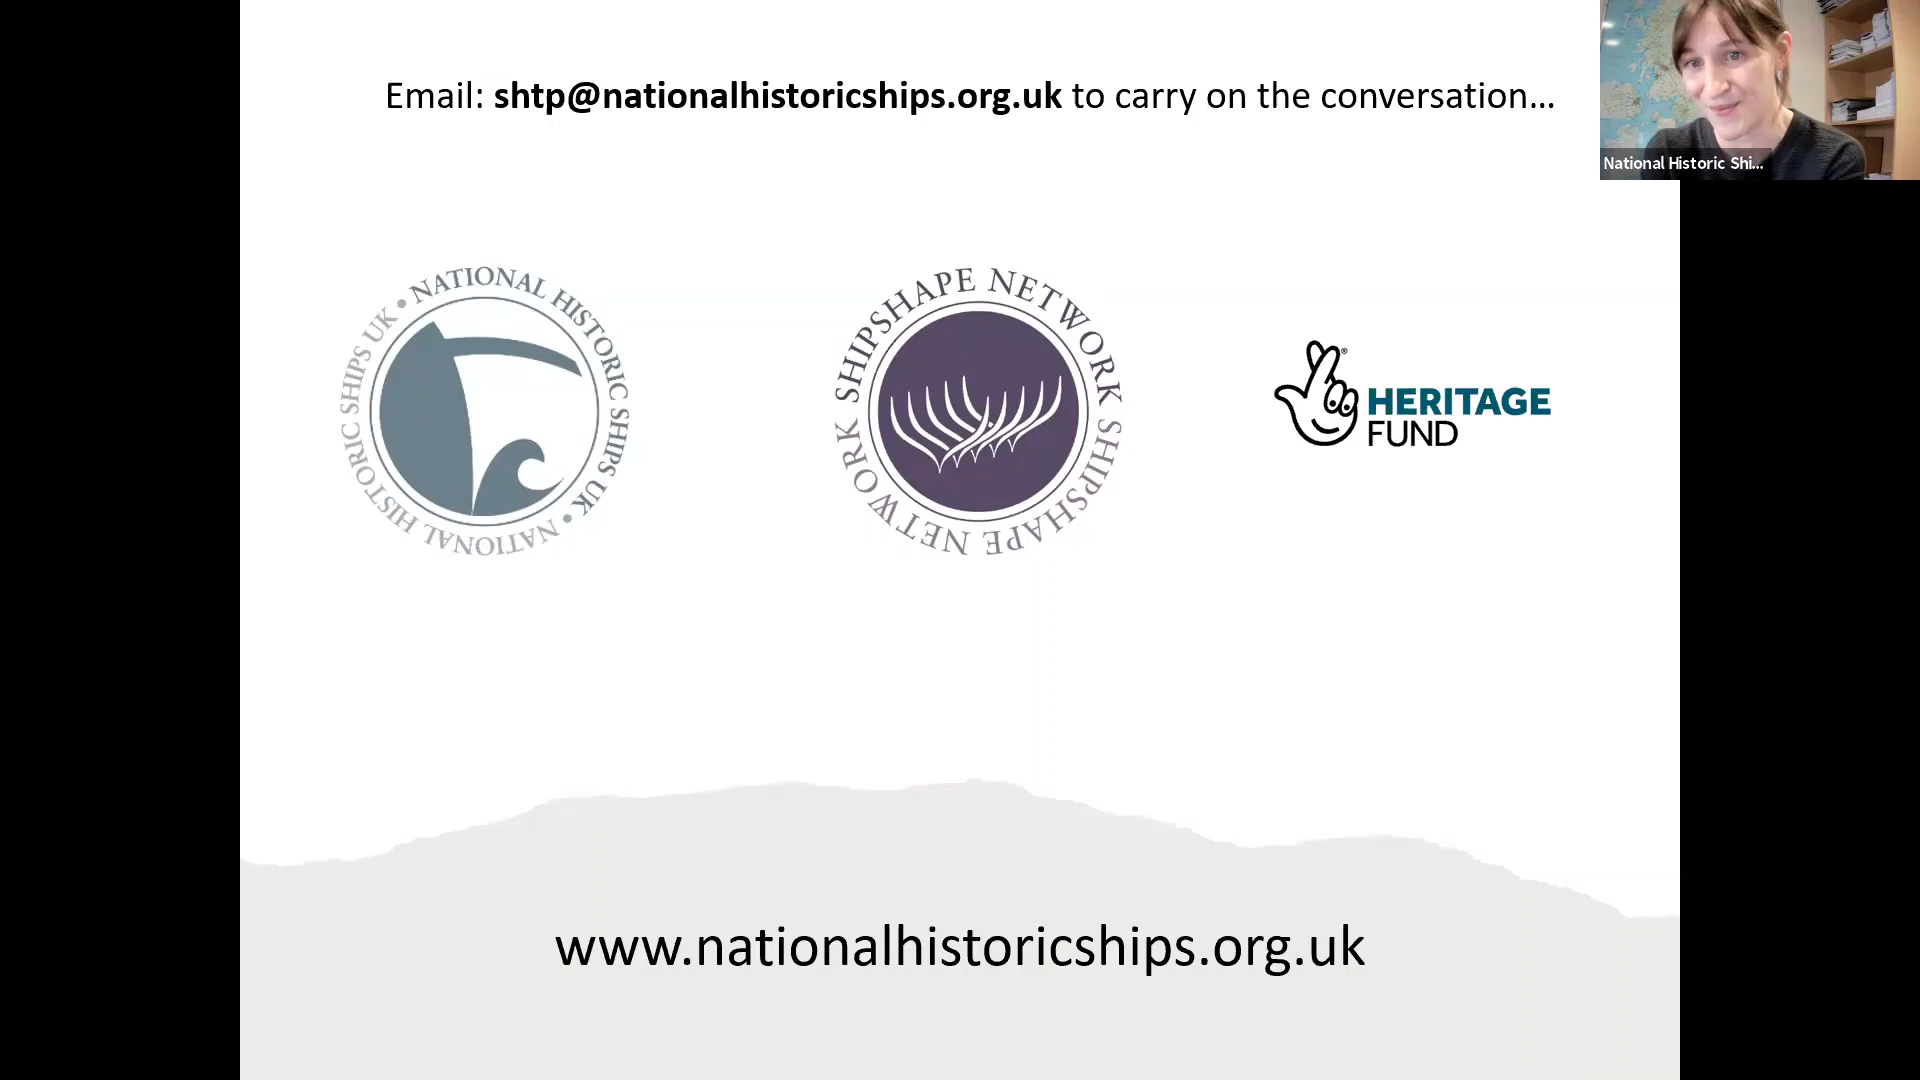 Email: shtp@nationalhistoricships.org.uk to carry on the conversation...
National Historic Shi...
NATIONAL HISTORIC SHIPS UK • NATIONAL HISTORIC SHIPS UK •
SHIPSHAPE NETWORK SHIPSHAPE NETWORK
HERITAGE
FUND
www.nationalhistoricships.org.uk